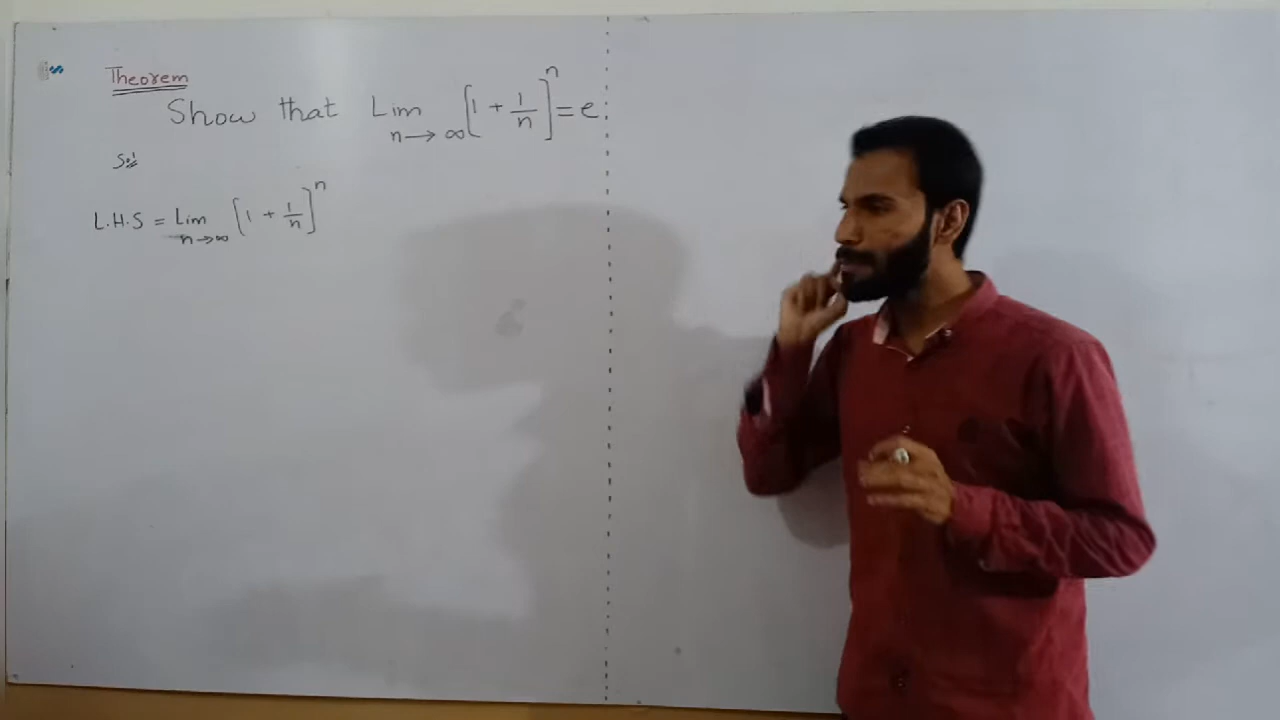 Theorem
Show that Lim n→∞ [1 + 1/n]^n = e
Sol
L.H.S = Lim n→∞ [1 + 1/n]^n